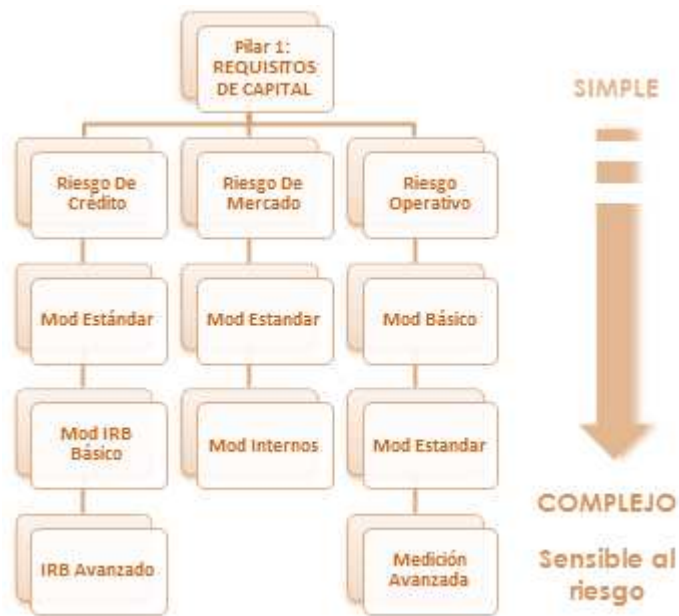 Pilar 1:
REQUISITOS
DE CAPITAL
SIMPLE
Riesgo De
Crédito
Riesgo De
Mercado
Riesgo
Operativo
Mod Estándar
Mod Estandar
Mod Básico
Mod IRB
Básico
Mod Internos
Mod Estandar
COMPLEJO
IRB Avanzado
Medición
Avanzada
Sensible al
riesgo